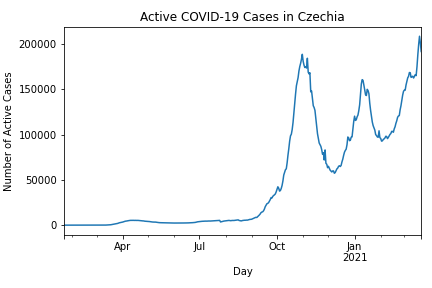 Active COVID-19 Cases in Czechia
Number of Active Cases
200000
150000
100000
50000
0
Apr
Jul
Oct
Jan
2021
Day